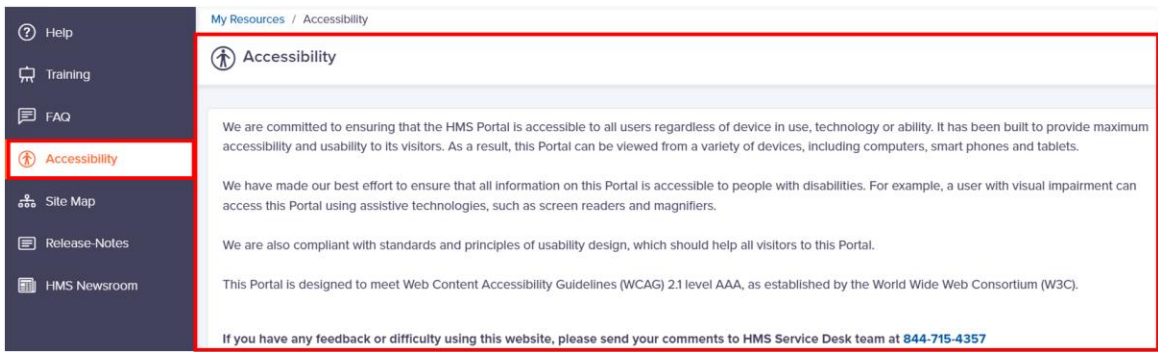 Help
Training
FAQ
Accessibility
Site Map
Release-Notes
HMS Newsroom
My Resources / Accessibility
Accessibility
We are committed to ensuring that the HMS Portal is accessible to all users regardless of device in use, technology or ability. It has been built to provide maximum
accessibility and usability to its visitors. As a result, this Portal can be viewed from a variety of devices, including computers, smart phones and tablets.
We have made our best effort to ensure that all information on this Portal is accessible to people with disabilities. For example, a user with visual impairment can
access this Portal using assistive technologies, such as screen readers and magnifiers.
We are also compliant with standards and principles of usability design, which should help all visitors to this Portal.
This Portal is designed to meet Web Content Accessibility Guidelines (WCAG) 2.1 level AAA, as established by the World Wide Web Consortium (W3C).
If you have any feedback or difficulty using this website, please send your comments to HMS Service Desk team at 844-715-4357